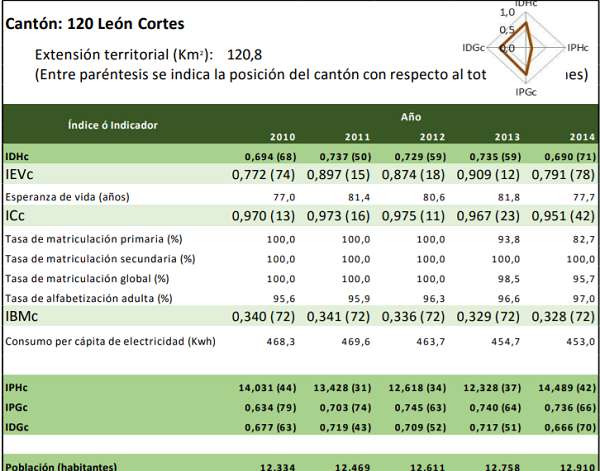 Cantón: 120 León Cortes
IDHc
1,0
0,5
0,0
IDGc
IPHc
IPGc
Extensión territorial (Km²): 120,8
(Entre paréntesis se indica la posición del cantón con respecto al tot nes)
Índice ó Indicador Año
2010 2011 2012 2013 2014
IDHc 0,694 (68) 0,737 (50) 0,729 (59) 0,735 (59) 0,690 (71)
IEVc 0,772 (74) 0,897 (15) 0,874 (18) 0,909 (12) 0,791 (78)
Esperanza de vida (años) 77,0 81,4 80,6 81,8 77,7
ICc 0,970 (13) 0,973 (16) 0,975 (11) 0,967 (23) 0,951 (42)
Tasa de matriculación primaria (%) 100,0 100,0 100,0 93,8 82,7
Tasa de matriculación secundaria (%) 100,0 100,0 100,0 100,0 100,0
Tasa de matriculación global (%) 100,0 100,0 100,0 98,5 95,7
Tasa de alfabetización adulta (%) 95,6 95,9 96,3 96,6 97,0
IBMc 0,340 (72) 0,341 (72) 0,336 (72) 0,329 (72) 0,328 (72)
Consumo per cápita de electricidad (Kwh) 468,3 469,6 463,7 454,7 453,0
IPHc 14,031 (44) 13,428 (31) 12,618 (34) 12,328 (37) 14,489 (42)
IPGc 0,634 (79) 0,703 (74) 0,745 (63) 0,740 (64) 0,736 (66)
IDGc 0,677 (63) 0,719 (43) 0,709 (52) 0,717 (51) 0,666 (70)
Población (habitantes) 12.334 12.469 12.611 12.758 12.910